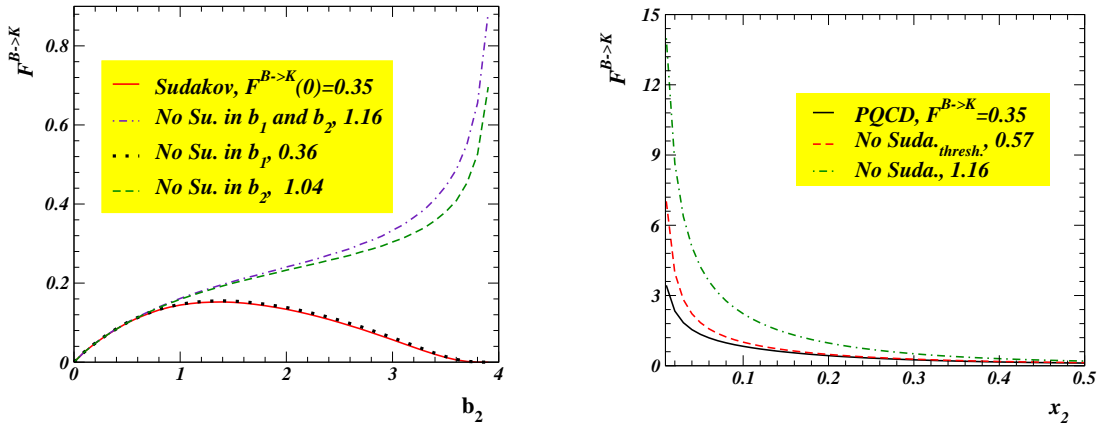 F^{B->K}
0.8
0.6
0.4
0.2
0
Sudakov, F^{B->K}(0)=0.35
No Su. in b_1 and b_2, 1.16
No Su. in b_1, 0.36
No Su. in b_2, 1.04
0 1 2 3 4
b_2
F^{B->K}
15
12
9
6
3
0
PQCD, F^{B->K}=0.35
No Suda._{thresh.}, 0.57
No Suda., 1.16
0.1 0.2 0.3 0.4 0.5
x_2